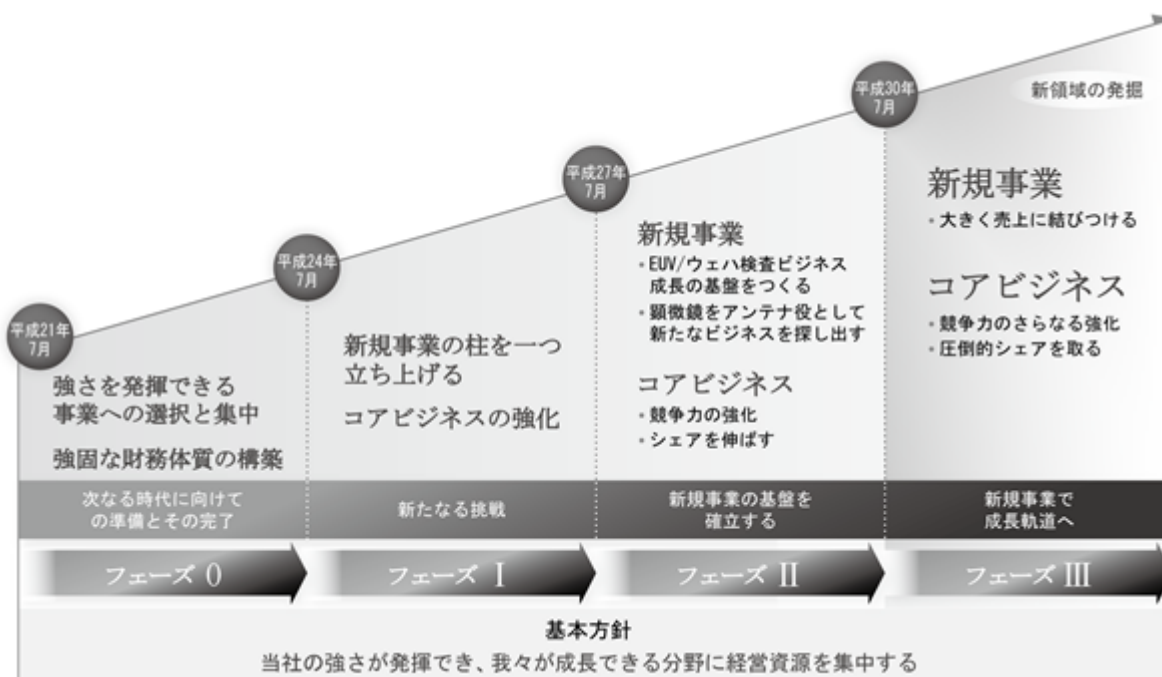 平成21年
7月
強さを発揮できる
事業への選択と集中
強固な財務体質の構築
次なる時代に向けて
の準備とその完了
フェーズ 0
平成24年
7月
新規事業の柱を一つ
立ち上げる
コアビジネスの強化
新たなる挑戦
フェーズ Ⅰ
平成27年
7月
新規事業
・EUV/ウェハ検査ビジネス
成長の基盤をつくる
・顕微鏡をアンテナ役として
新たなビジネスを探し出す
コアビジネス
・競争力の強化
・シェアを伸ばす
新規事業の基盤を
確立する
フェーズ Ⅱ
平成30年
7月
新領域の発掘
新規事業
・大きく売上に結びつける
コアビジネス
・競争力のさらなる強化
・圧倒的シェアを取る
新規事業で
成長軌道へ
フェーズ Ⅲ
基本方針
当社の強さが発揮でき、我々が成長できる分野に経営資源を集中する